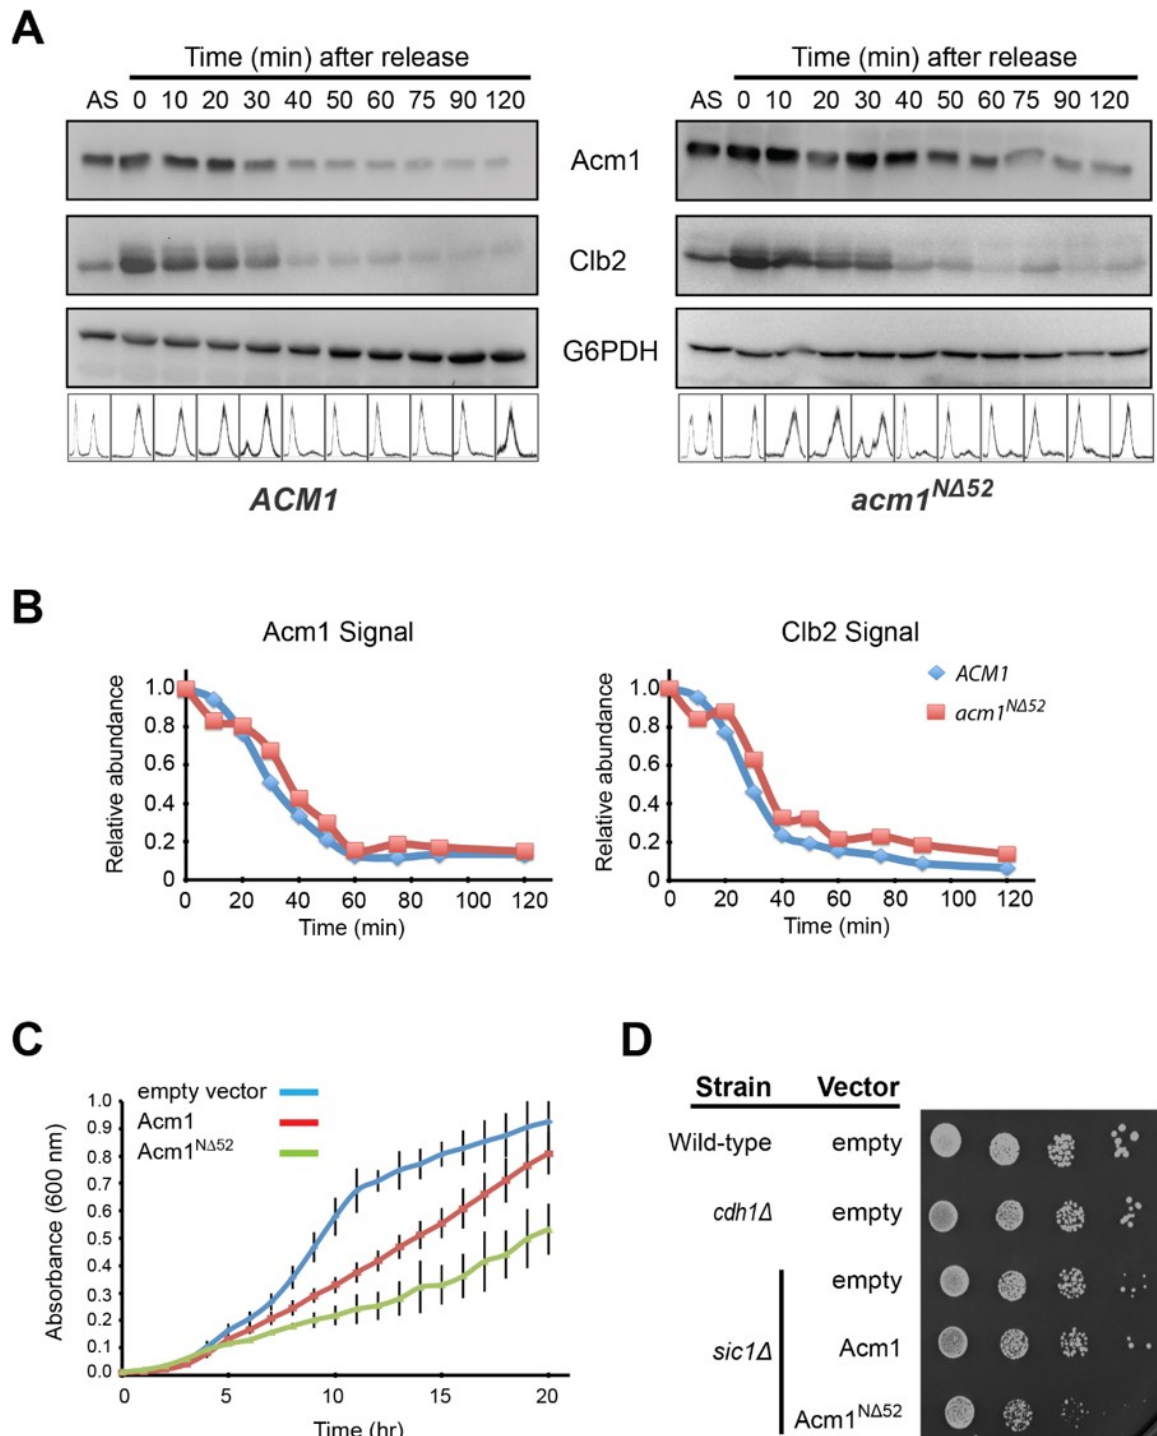 A
Time (min) after release
AS 0 10 20 30 40 50 60 75 90 120
Time (min) after release
AS 0 10 20 30 40 50 60 75 90 120
Acm1
Clb2
G6PDH
ACM1
acm1NΔ52
B
Acm1 Signal
Relative abundance
1.0
0.8
0.6
0.4
0.2
0
0 20 40 60 80 100 120
Time (min)
Clb2 Signal
Relative abundance
1.0
0.8
0.6
0.4
0.2
0
0 20 40 60 80 100 120
Time (min)
ACM1
acm1NΔ52
C
empty vector
Acm1
Acm1NΔ52
Absorbance (600 nm)
1.0
0.9
0.8
0.7
0.6
0.5
0.4
0.3
0.2
0.1
0.0
0 5 10 15 20
Time (hr)
D
Strain Vector
Wild-type empty
cdh1Δ empty
empty
sic1Δ Acm1
Acm1NΔ52